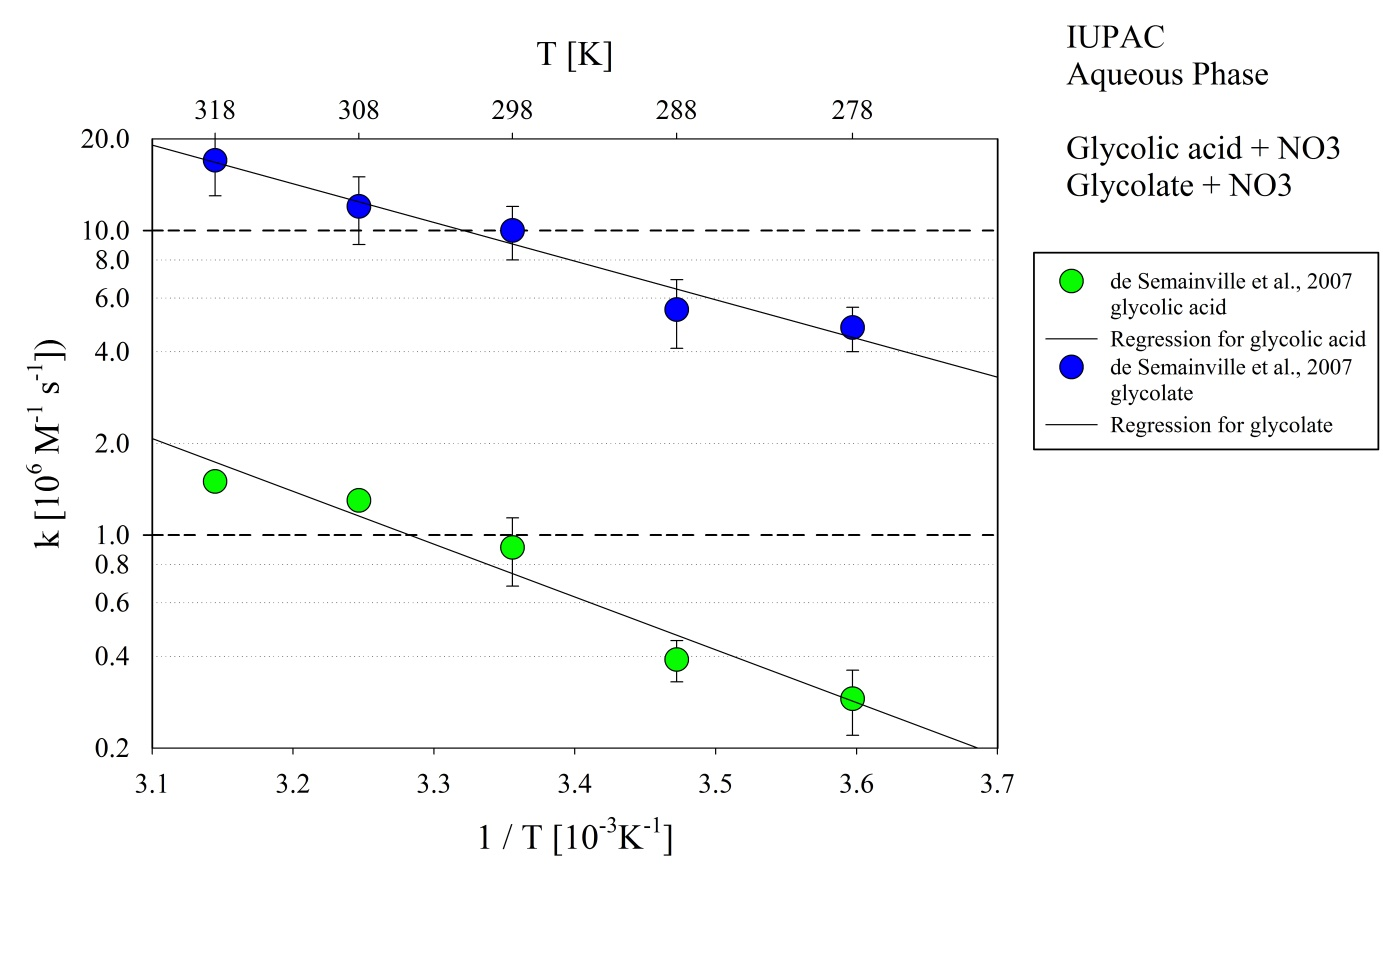 T [K]
318 308 298 288 278
20.0
10.0
8.0
6.0
4.0
2.0
1.0
0.8
0.6
0.4
0.2
k [10⁶ M⁻¹ s⁻¹])
3.1 3.2 3.3 3.4 3.5 3.6 3.7
1 / T [10⁻³K⁻¹]
IUPAC
Aqueous Phase
Glycolic acid + NO3
Glycolate + NO3
de Semainville et al., 2007
glycolic acid
Regression for glycolic acid
de Semainville et al., 2007
glycolate
Regression for glycolate